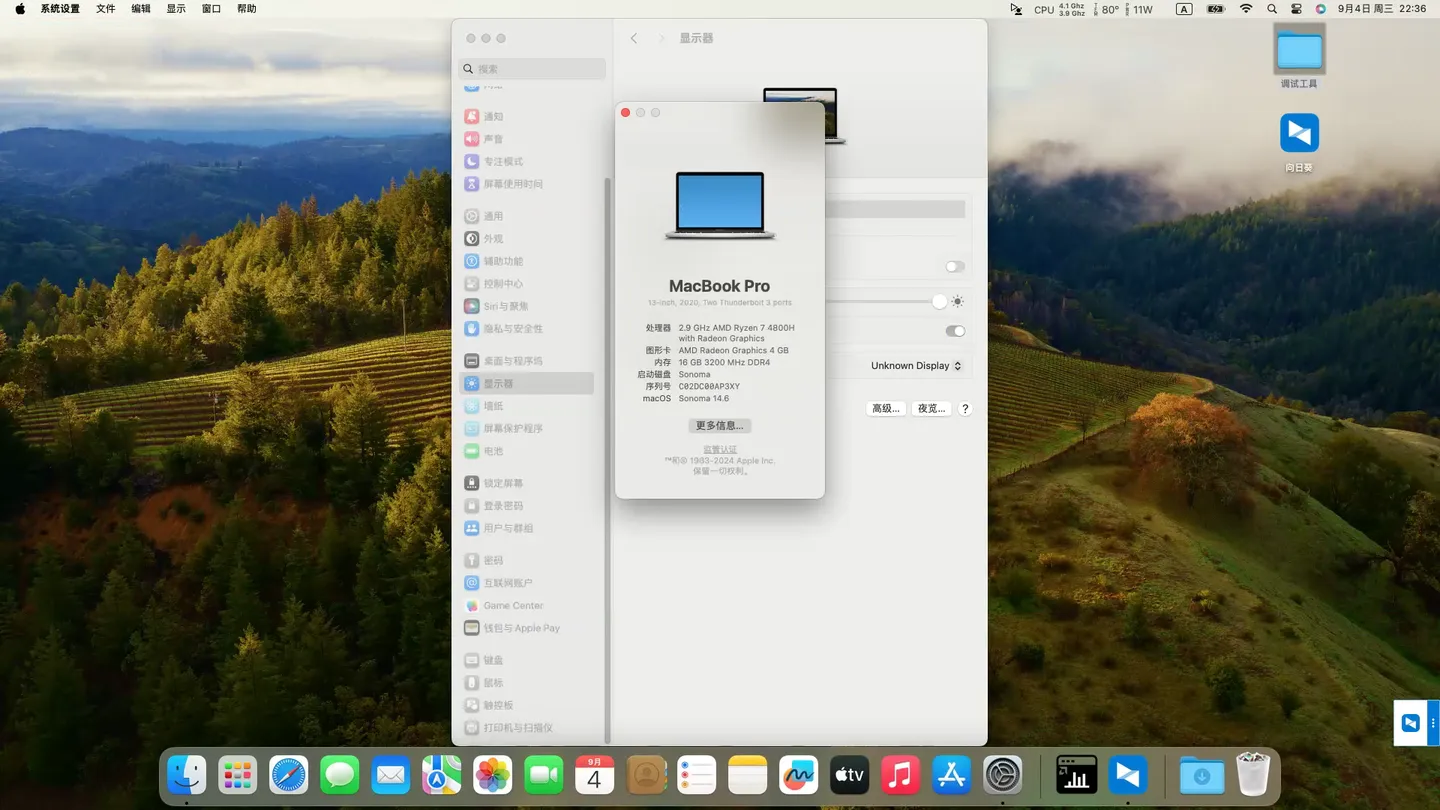 系统设置 文件 编辑 显示 窗口 帮助
CPU 4.1 Ghz 3.9 Ghz 80° 11W A 9月4日 周三 22:36
搜索
通知
声音
专注模式
屏幕使用时间
通用
外观
辅助功能
控制中心
Siri与聚焦
隐私与安全性
桌面与程序坞
显示器
墙纸
屏幕保护程序
电池
锁定屏幕
登录密码
用户与群组
密码
互联网账户
Game Center
钱包与 Apple Pay
键盘
鼠标
触控板
打印机与扫描仪
显示器
Unknown Display
高级...
夜览...
?
MacBook Pro
13-inch, 2020, Two Thunderbolt 3 ports
处理器 2.9 GHz AMD Ryzen 7 4800H
with Radeon Graphics
图形卡 AMD Radeon Graphics 4 GB
内存 16 GB 3200 MHz DDR4
启动磁盘 Sonoma
序列号 C02DC00AP3XY
macOS Sonoma 14.6
更多信息...
监管认证
™和© 1983-2024 Apple Inc.
保留一切权利。
调试工具
向日葵
9月
4
tv